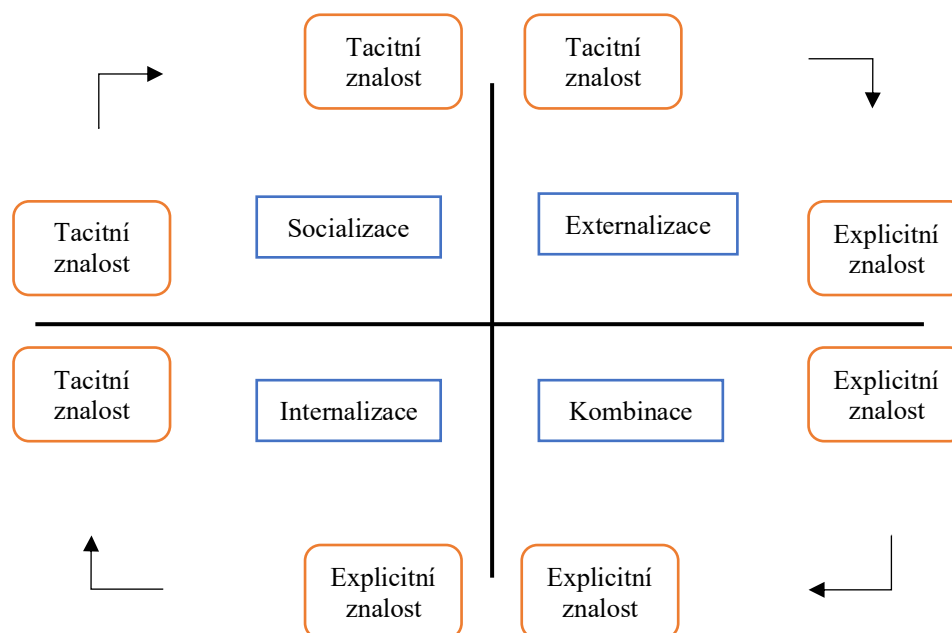 Tacitní
znalost
Tacitní
znalost
Tacitní
znalost
Socializace
Externalizace
Explicitní
znalost
Tacitní
znalost
Internalizace
Kombinace
Explicitní
znalost
Explicitní
znalost
Explicitní
znalost